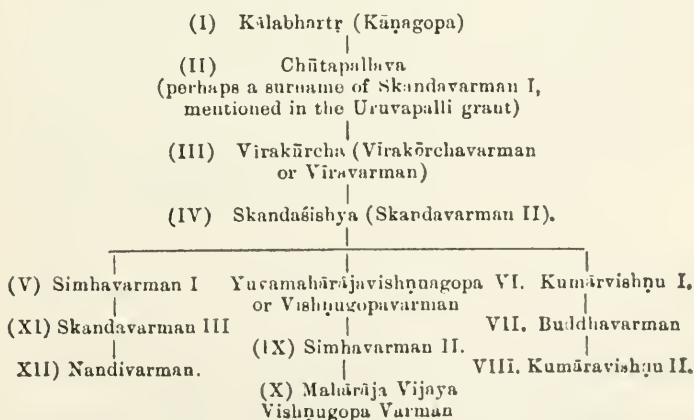 (I) Kālabhartṛ (Kāṇagopa)
(II) Chūtapallava
(perhaps a surname of Skandavarman I,
mentioned in the Uruvapalli grant)
(III) Vīrakūrcha (Vīrakōrchavarman
or Vīravarman)
(IV) Skandaśishya (Skandavarman II).
(V) Simhavarman I Yuvamahārājavishṇnagopa VI. Kumārvishṇu I.
or Vishṇugopavarman
(XI) Skandavarman III VII. Buddhavarman
(IX) Simhavarman II.
XII) Nandivarman. VIII. Kumāravishṇu II.
(X) Mahārāja Vijaya
Vishṇugopa Varman